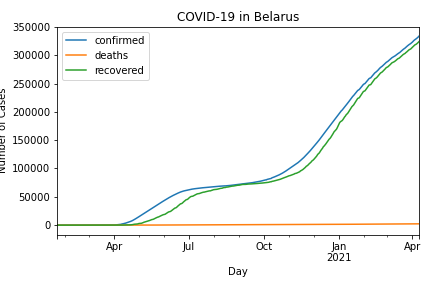 COVID-19 in Belarus
confirmed
deaths
recovered
350000
300000
250000
200000
150000
100000
50000
0
Number of Cases
Apr
Jul
Oct
Jan
2021
Apr
Day